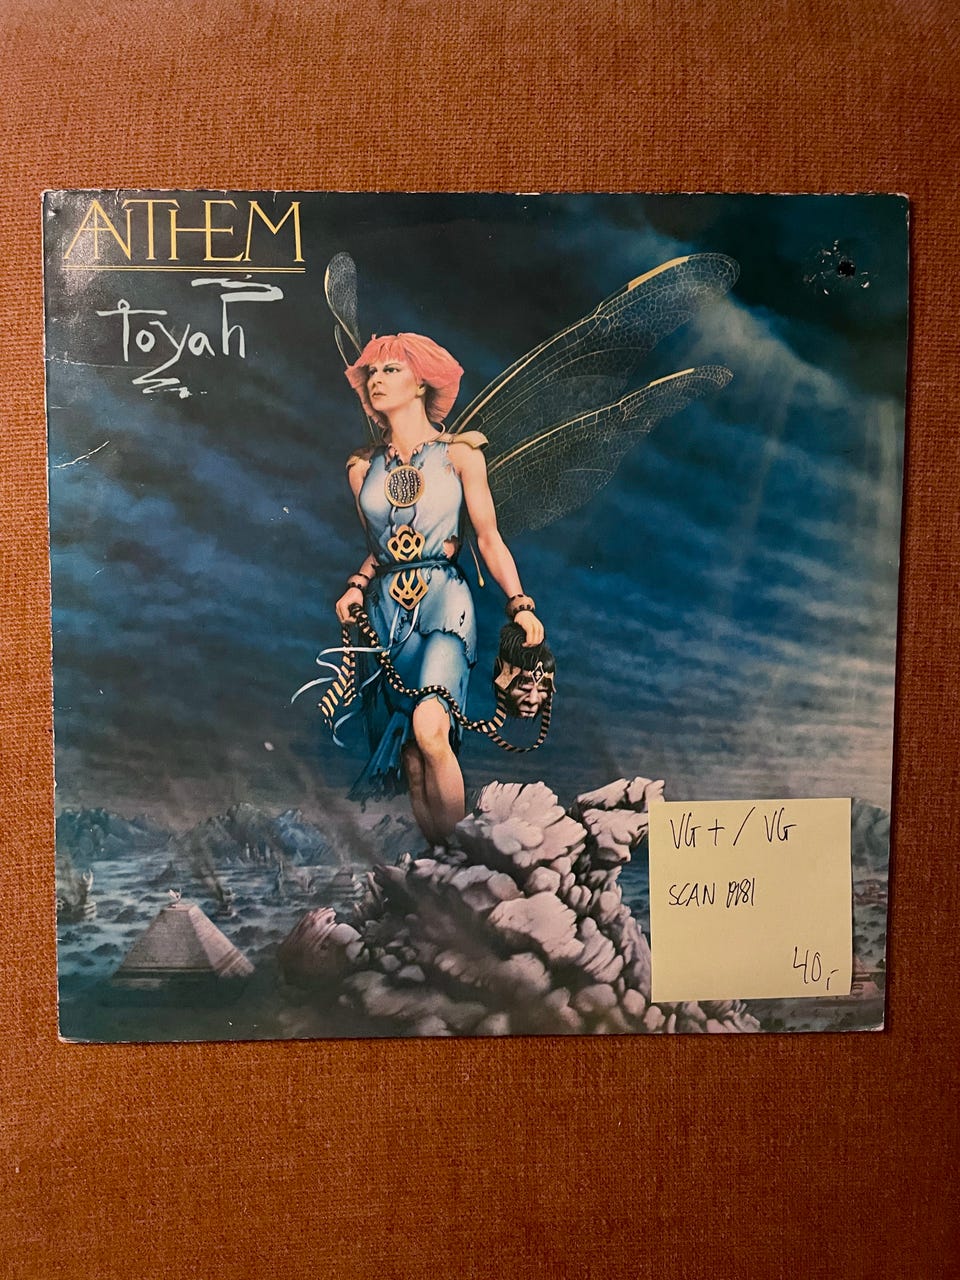 ANTHEM
toyah
VG+/VG
SCAN 1981
40,-